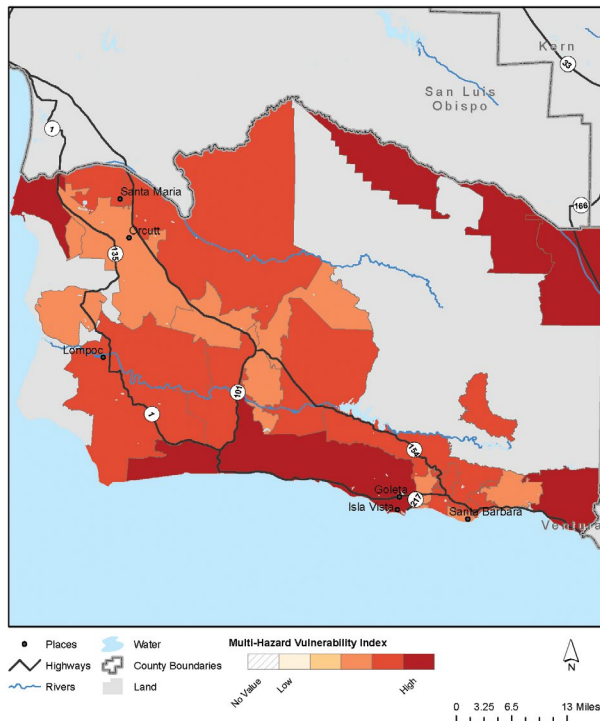 Kern
33
San Luis
Obispo
1
166
Santa Maria
Orcutt
135
Lompoc
101
1
154
Goleta
217
Isla Vista
Santa Barbara
Ventura
Places
Water
Multi-Hazard Vulnerability Index
Highways
County Boundaries
Rivers
Land
No Value
Low
High
N
0 3.25 6.5 13 Miles